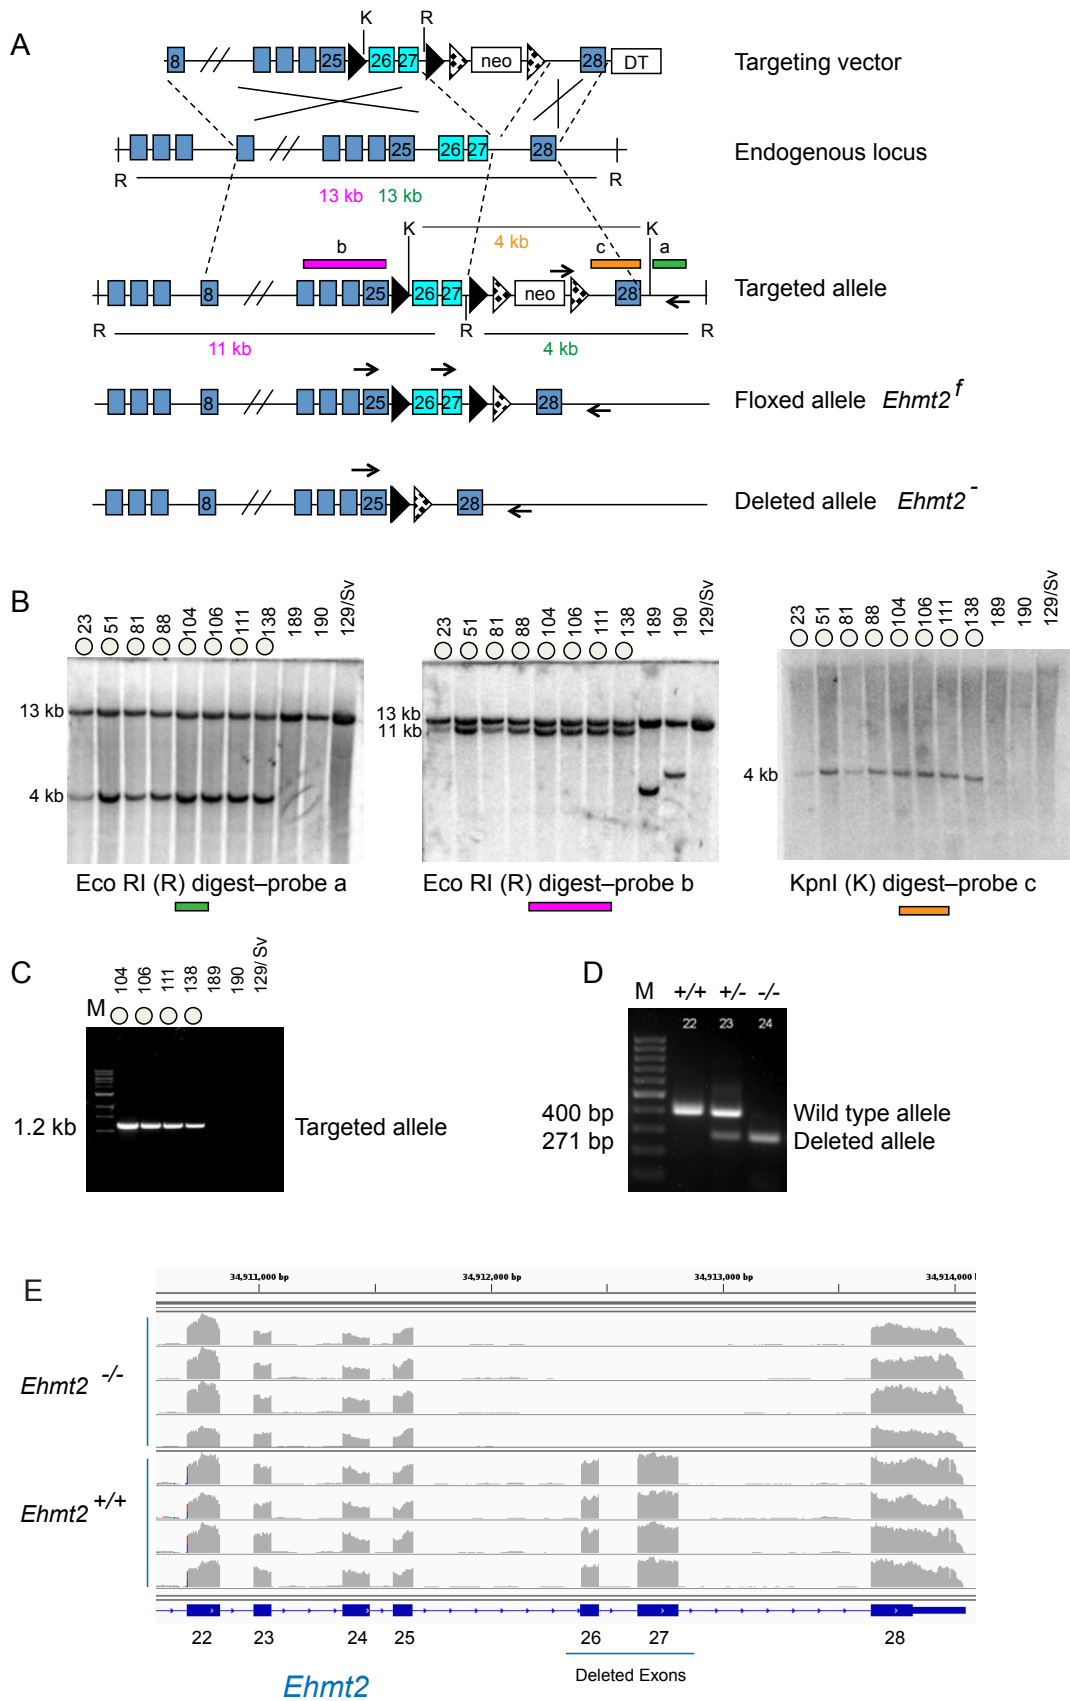 A
K R
8 25 26 27 neo 28 DT Targeting vector
25 26 27 28 Endogenous locus
R R
13 kb 13 kb
K K
4 kb
b c a
8 25 26 27 neo 28 Targeted allele
R R R
11 kb 4 kb
8 25 26 27 28 Floxed allele Ehmt2 f
8 25 28 Deleted allele Ehmt2 -
B
23 51 81 88 104 106 111 138 189 190 129/Sv
13 kb
4 kb
Eco RI (R) digest–probe a
23 51 81 88 104 106 111 138 189 190 129/Sv
13 kb
11 kb
Eco RI (R) digest–probe b
23 51 81 88 104 106 111 138 189 190 129/Sv
4 kb
KpnI (K) digest–probe c
C
M 104 106 111 138 189 190 129/ Sv
1.2 kb Targeted allele
D
M +/+ +/- -/-
22 23 24
400 bp Wild type allele
271 bp Deleted allele
E
34,911,000 bp 34,912,000 bp 34,913,000 bp 34,914,000
Ehmt2 -/-
Ehmt2 +/+
22 23 24 25 26 27 28
Deleted Exons
Ehmt2